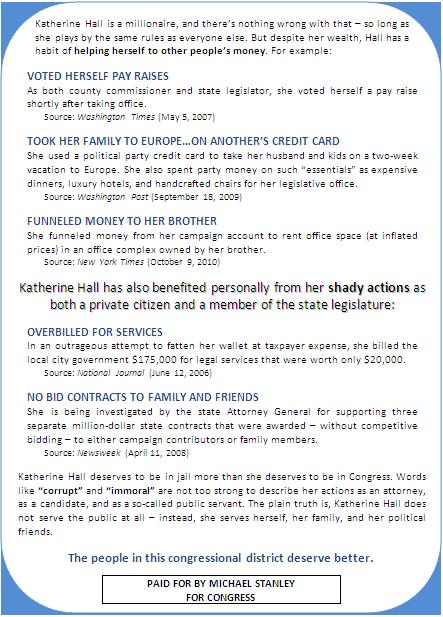 Katherine Hall is a millionaire, and there's nothing wrong with that – so long as
she plays by the same rules as everyone else. But despite her wealth, Hall has a
habit of helping herself to other people's money. For example:
VOTED HERSELF PAY RAISES
As both county commissioner and state legislator, she voted herself a pay raise
shortly after taking office.
Source: Washington Times (May 5, 2007)
TOOK HER FAMILY TO EUROPE…ON ANOTHER'S CREDIT CARD
She used a political party credit card to take her husband and kids on a two-week
vacation to Europe. She also spent party money on such "essentials" as expensive
dinners, luxury hotels, and handcrafted chairs for her legislative office.
Source: Washington Post (September 18, 2009)
FUNNELED MONEY TO HER BROTHER
She funneled money from her campaign account to rent office space (at inflated
prices) in an office complex owned by her brother.
Source: New York Times (October 9, 2010)
Katherine Hall has also benefited personally from her shady actions as
both a private citizen and a member of the state legislature:
OVERBILLED FOR SERVICES
In an outrageous attempt to fatten her wallet at taxpayer expense, she billed the
local city government $175,000 for legal services that were worth only $20,000.
Source: National Journal (June 12, 2006)
NO BID CONTRACTS TO FAMILY AND FRIENDS
She is being investigated by the state Attorney General for supporting three
separate million-dollar state contracts that were awarded – without competitive
bidding – to either campaign contributors or family members.
Source: Newsweek (April 11, 2008)
Katherine Hall deserves to be in jail more than she deserves to be in Congress. Words
like "corrupt" and "immoral" are not too strong to describe her actions as an attorney,
as a candidate, and as a so-called public servant. The plain truth is, Katherine Hall does
not serve the public at all – instead, she serves herself, her family, and her political
friends.
The people in this congressional district deserve better.
PAID FOR BY MICHAEL STANLEY
FOR CONGRESS